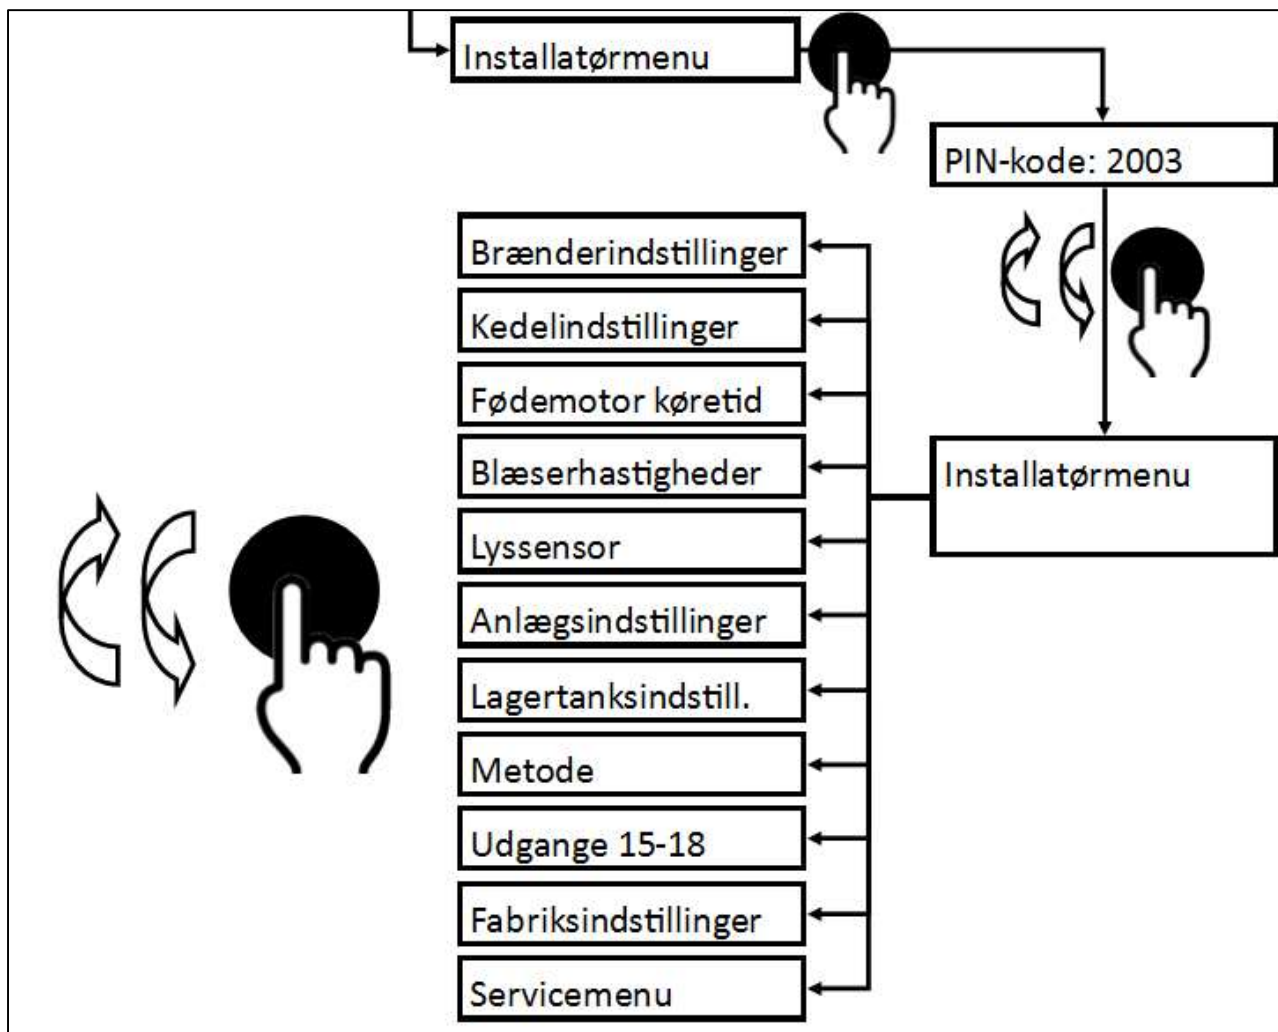 Installatørmenu
PIN-kode: 2003
Brænderindstillinger
Kedelindstillinger
Fødemotor køretid
Blæserhastigheder
Installatørmenu
Lyssensor
Anlægsindstillinger
Lagertanksindstill.
Metode
Udgange 15-18
Fabriksindstillinger
Servicemenu